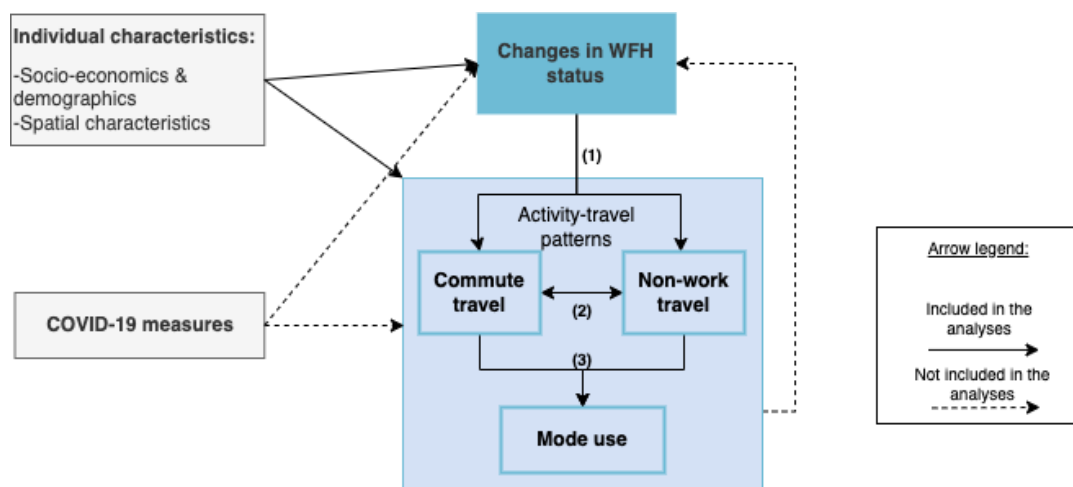 Individual characteristics:
-Socio-economics &
demographics
-Spatial characteristics
Changes in WFH
status
(1)
Activity-travel
patterns
Commute
travel
(2)
Non-work
travel
(3)
Mode use
COVID-19 measures
Arrow legend:
Included in the
analyses
Not included in the
analyses